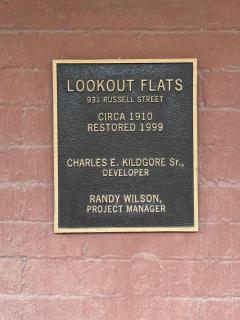 LOOKOUT FLATS
931 RUSSELL STREET
CIRCA 1910
RESTORED 1999
CHARLES E. KILDGORE Sr.,
DEVELOPER
RANDY WILSON,
PROJECT MANAGER